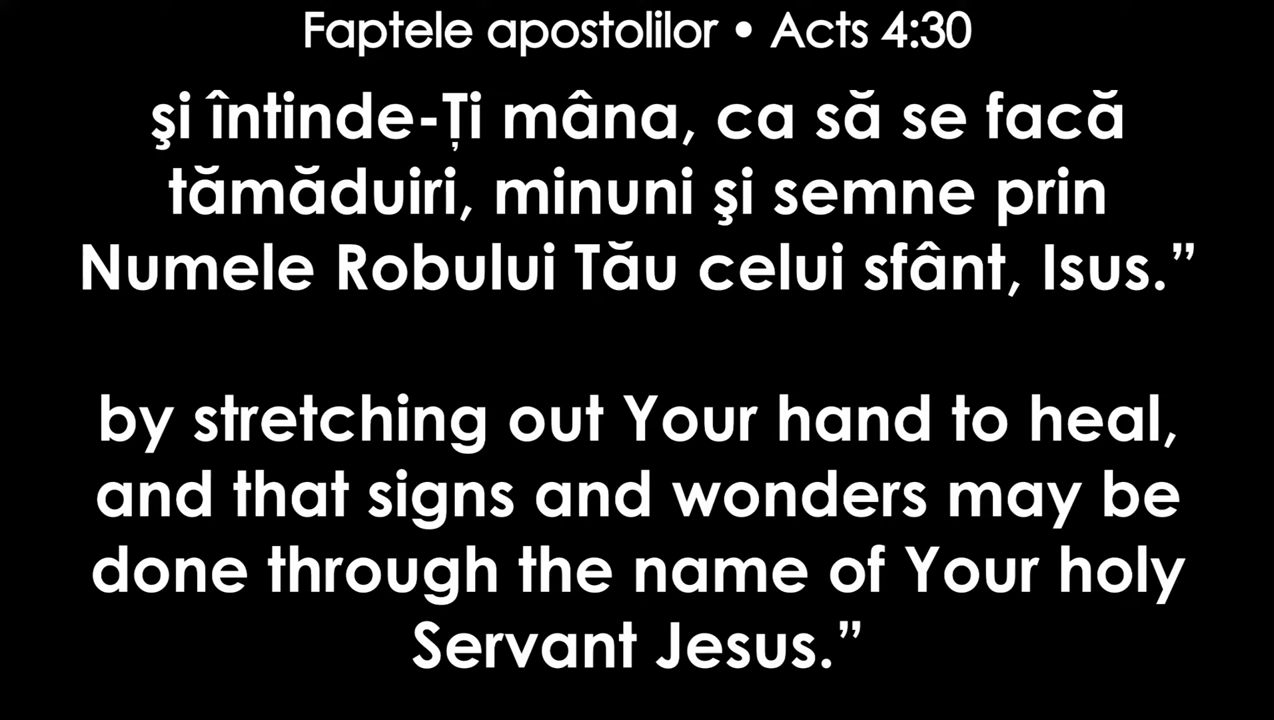 Faptele apostolilor • Acts 4:30
şi întinde-Ţi mâna, ca să se facă
tămăduiri, minuni şi semne prin
Numele Robului Tău celui sfânt, Isus.”
by stretching out Your hand to heal,
and that signs and wonders may be
done through the name of Your holy
Servant Jesus.”